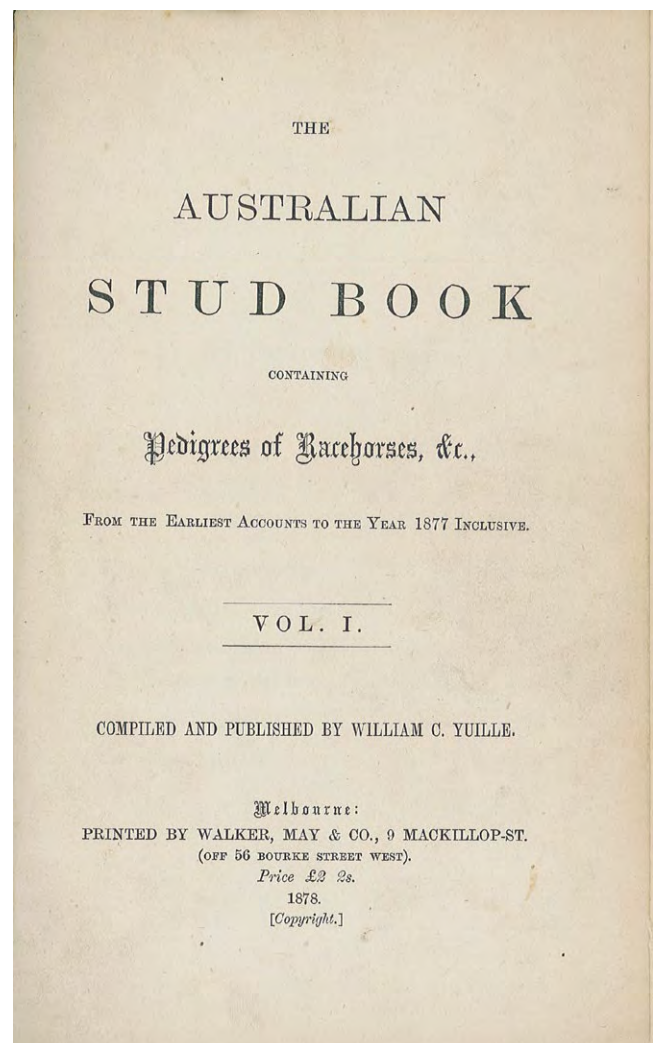 THE
AUSTRALIAN
STUD BOOK
CONTAINING
Pedigrees of Racehorses, &c.,
FROM THE EARLIEST ACCOUNTS TO THE YEAR 1877 INCLUSIVE.
VOL. I.
COMPILED AND PUBLISHED BY WILLIAM C. YUILLE.
Melbourne:
PRINTED BY WALKER, MAY & CO., 9 MACKILLOP-ST.
(OFF 56 BOURKE STREET WEST).
Price £2 2s.
1878.
[Copyright.]